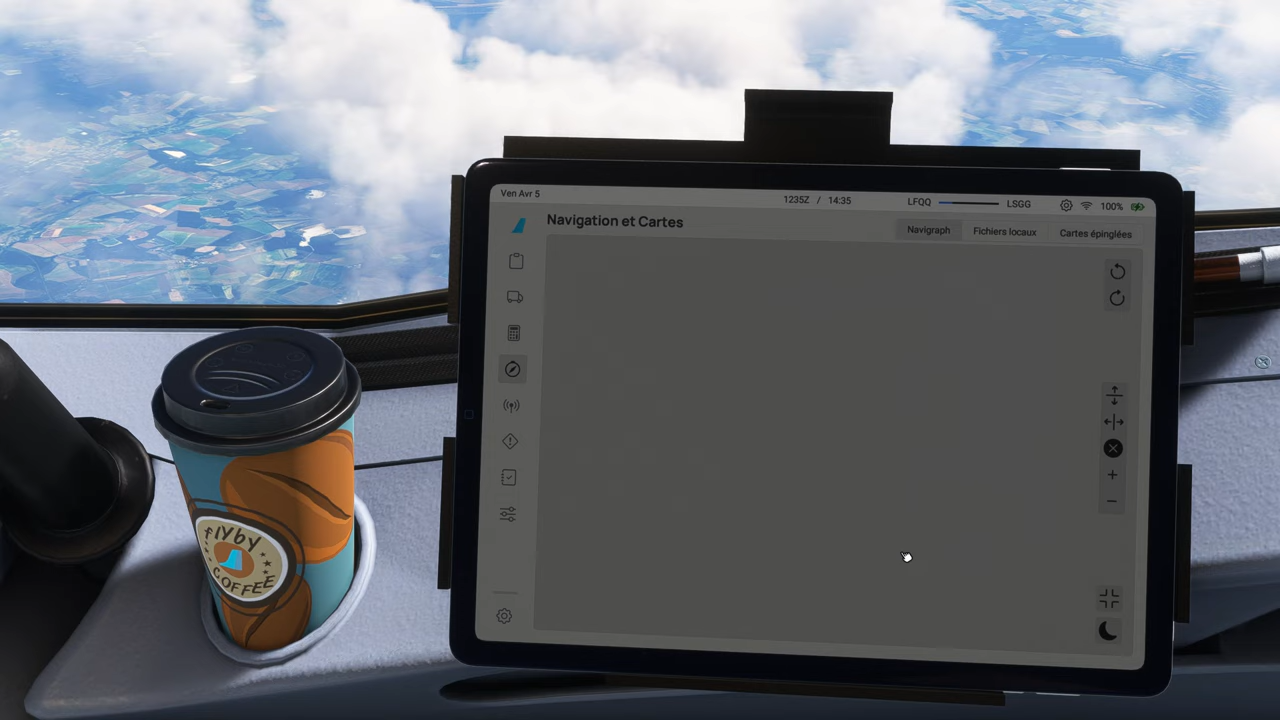 Ven Avr 5
1235Z / 14:35
LFQQ
LSGG
100%
Navigation et Cartes
Navigraph
Fichiers locaux
Cartes épinglées
flyby
COFFEE